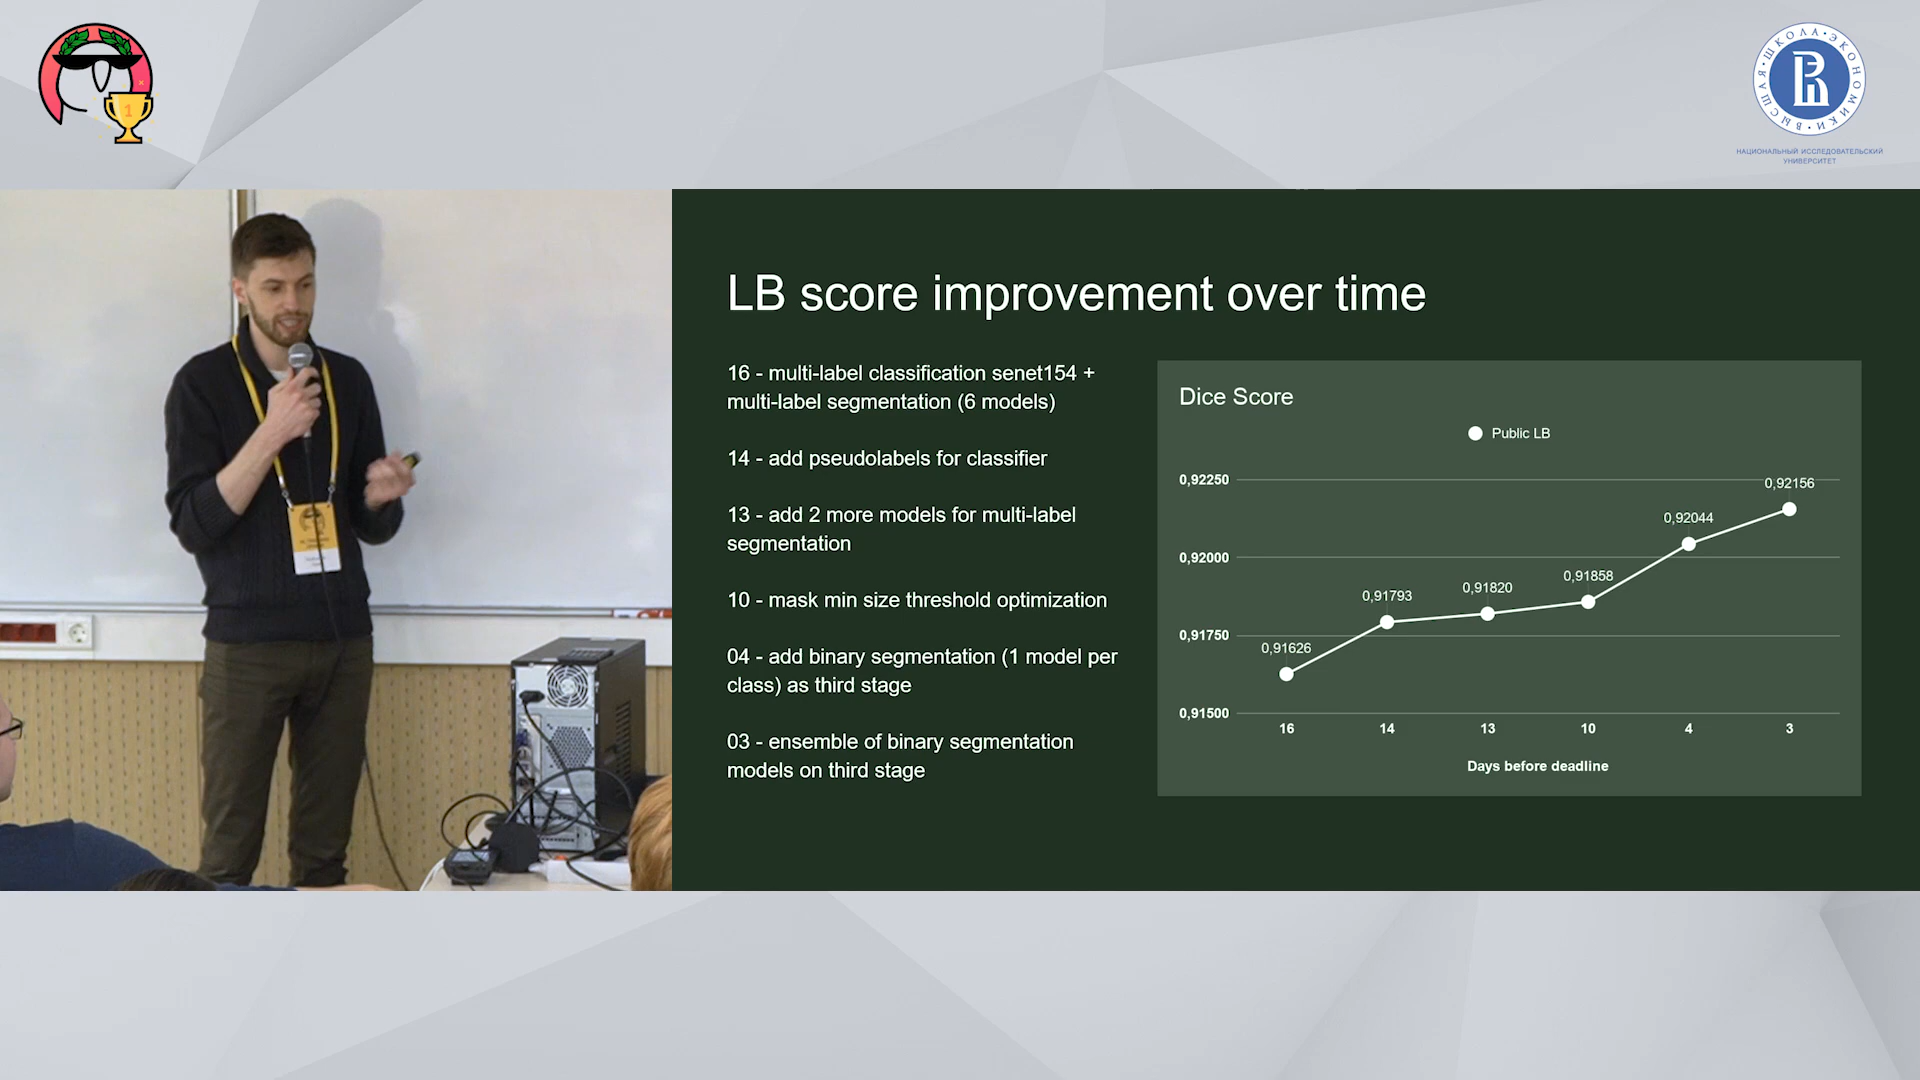 1
ВЫСШАЯ • ШКОЛА • ЭКОНОМИКИ •
НАЦИОНАЛЬНЫЙ ИССЛЕДОВАТЕЛЬСКИЙ
УНИВЕРСИТЕТ
LB score improvement over time
16 - multi-label classification senet154 +
multi-label segmentation (6 models)
14 - add pseudolabels for classifier
13 - add 2 more models for multi-label
segmentation
10 - mask min size threshold optimization
04 - add binary segmentation (1 model per
class) as third stage
03 - ensemble of binary segmentation
models on third stage
Dice Score
Public LB
0,92250
0,92000
0,91750
0,91500
0,91626
0,91793
0,91820
0,91858
0,92044
0,92156
16 14 13 10 4 3
Days before deadline